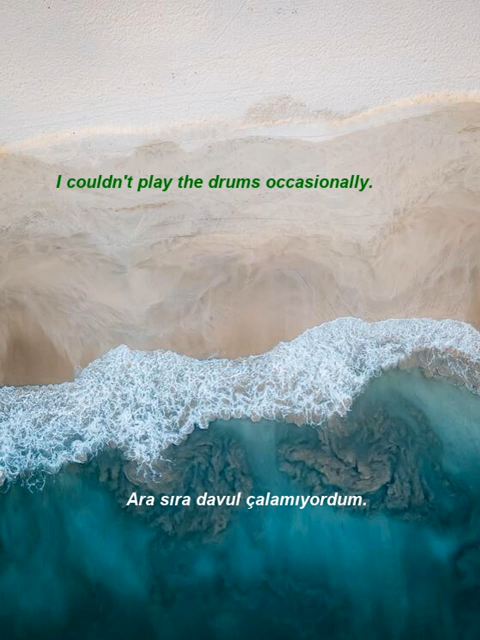 I couldn't play the drums occasionally.
Ara sıra davul çalamıyordum.